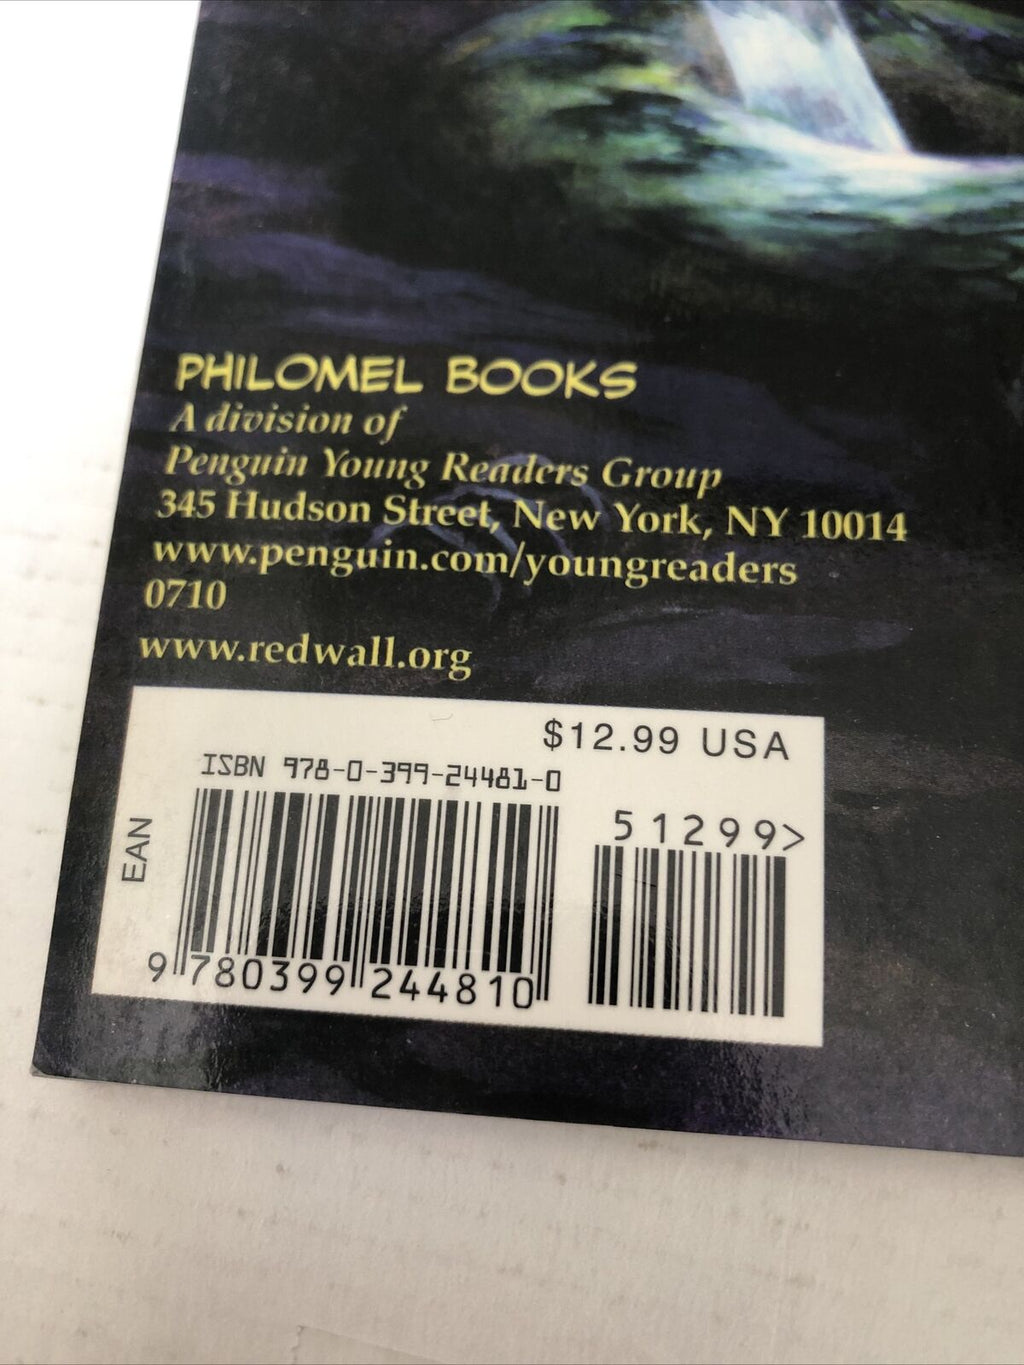 PHILOMEL BOOKS
A division of
Penguin Young Readers Group
345 Hudson Street, New York, NY 10014
www.penguin.com/youngreaders
0710
www.redwall.org
$12.99 USA
ISBN 978-0-399-24481-0
51299>
EAN
9 780399 244810